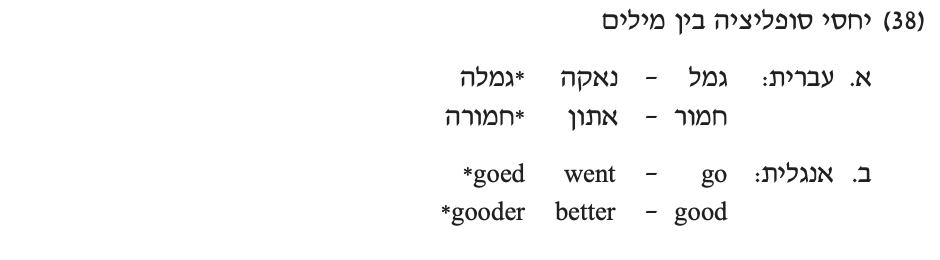 (38) יחסי סופליציה בין מילים
א. עברית: גמל – נאקה *גמלה
חמור – אתון *חמורה
ב. אנגלית: go – went *goed
good – better *gooder